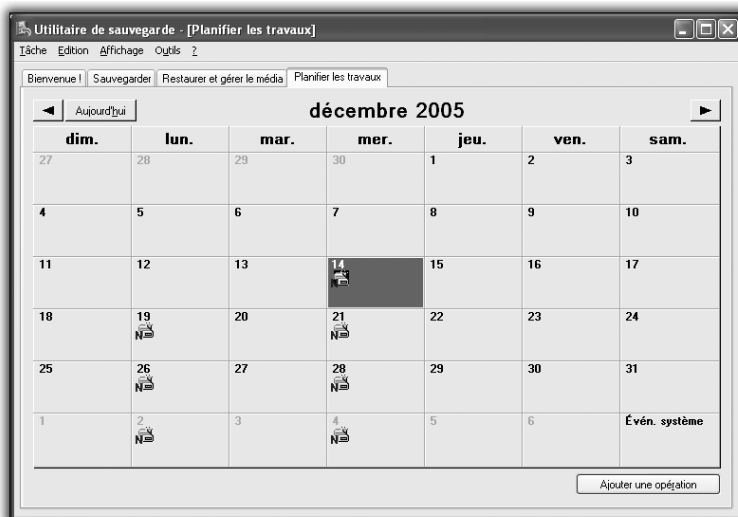 Utilitaire de sauvegarde - [Planifier les travaux]
Tâche Edition Affichage Outils ?
Bienvenue ! Sauvegarder Restaurer et gérer le média Planifier les travaux
Aujourd'hui décembre 2005
dim. lun. mar. mer. jeu. ven. sam.
27 28 29 30 1 2 3
4 5 6 7 8 9 10
11 12 13 14 15 16 17
18 19 20 21 22 23 24
N N
25 26 27 28 29 30 31
N N
1 2 3 4 5 6 Évén. système
N N
Ajouter une opération